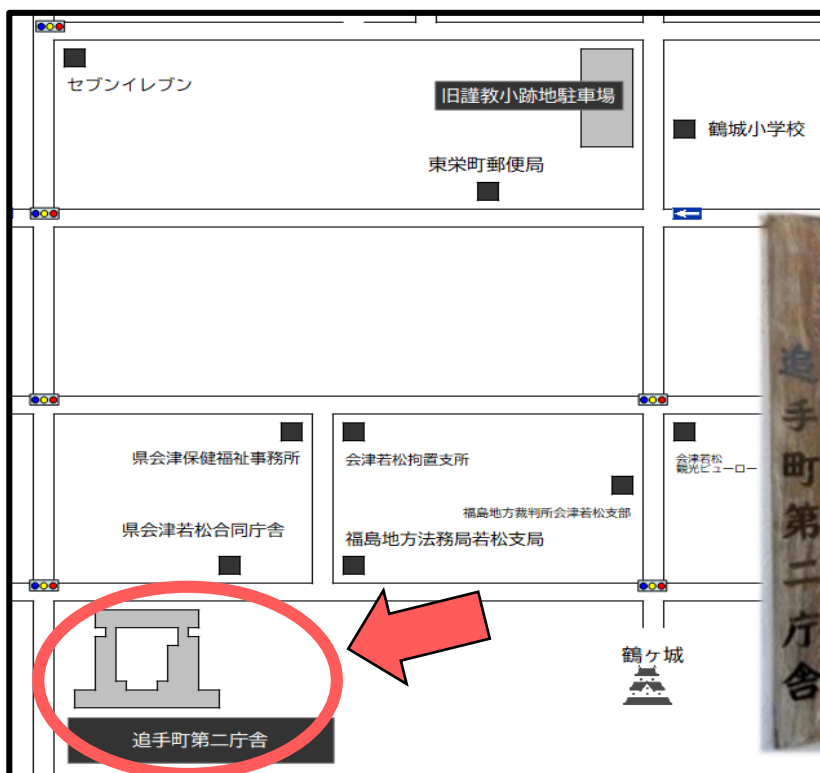 セブンイレブン
旧謹教小跡地駐車場
鶴城小学校
東栄町郵便局
県会津保健福祉事務所
会津若松拘置支所
会津若松
観光ビューロー
福島地方裁判所会津若松支部
県会津若松合同庁舎
福島地方法務局若松支局
鶴ヶ城
追手町第二庁舎
追手町第二庁舎